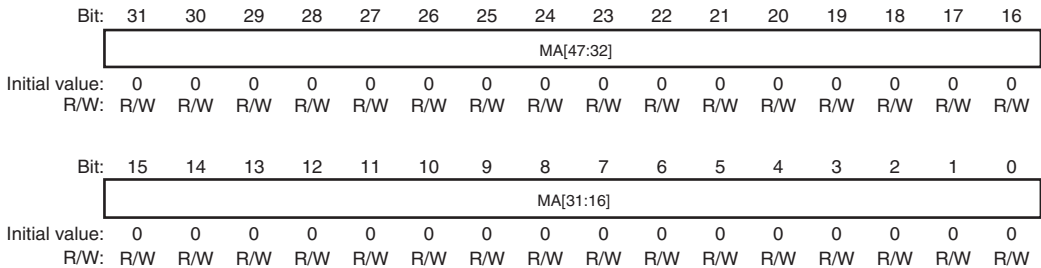 Bit: 31 30 29 28 27 26 25 24 23 22 21 20 19 18 17 16
MA[47:32]
Initial value: 0 0 0 0 0 0 0 0 0 0 0 0 0 0 0 0
R/W: R/W R/W R/W R/W R/W R/W R/W R/W R/W R/W R/W R/W R/W R/W R/W R/W
Bit: 15 14 13 12 11 10 9 8 7 6 5 4 3 2 1 0
MA[31:16]
Initial value: 0 0 0 0 0 0 0 0 0 0 0 0 0 0 0 0
R/W: R/W R/W R/W R/W R/W R/W R/W R/W R/W R/W R/W R/W R/W R/W R/W R/W